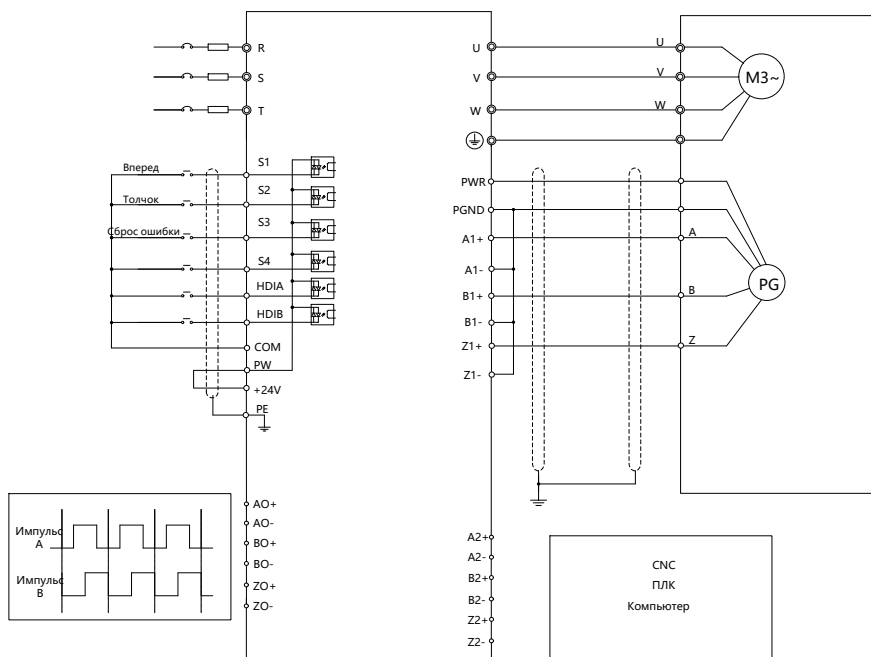 R
S
T
U
V
W
U
V
W
M3~
S1
Вперед
S2
Толчок
S3
Сброс ошибки
S4
HDIA
HDIB
COM
PW
+24V
PE
PWR
PGND
A1+
A1-
B1+
B1-
Z1+
Z1-
A
B
Z
PG
AO+
AO-
BO+
BO-
ZO+
ZO-
Импульс
A
Импульс
B
A2+
A2-
B2+
B2-
Z2+
Z2-
CNC
ПЛК
Компьютер